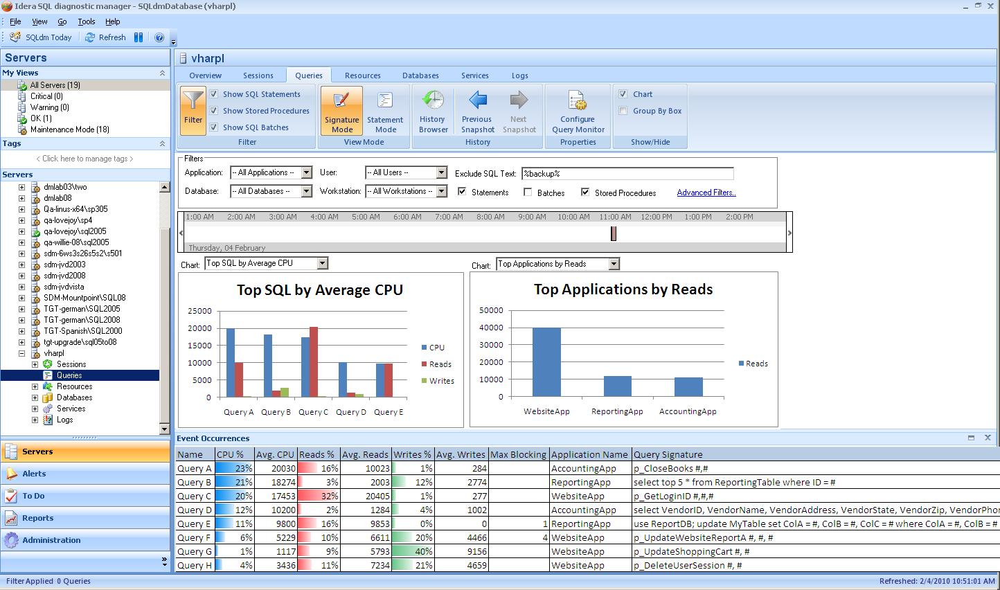 Idera SQL diagnostic manager - SQLdmDatabase (vharpl)
File View Go Tools Help
SQLdm Today Refresh
Servers
My Views
All Servers (19)
Critical (0)
Warning (0)
OK (1)
Maintenance Mode (18)
Tags
< Click here to manage tags >
Servers
dmlab03\two
dmlab08
Qa-linus-x64\sp305
qa-lovejoy\sp4
qa-lovejoy\sql2005
qa-willie-08\sql2005
sdm-6ws3s26s5s2\s501
sdm-jvd2003
sdm-jvd2008
sdm-jvdvista
SDM-Mountpoint\SQL08
TGT-german\SQL2005
TGT-german\SQL2008
TGT-Spanish\SQL2000
tgt-upgrade\sql05to08
vharpl
Sessions
Queries
Resources
Databases
Services
Logs
Servers
Alerts
To Do
Reports
Administration
vharpl
Overview Sessions Queries Resources Databases Services Logs
Filter
Show SQL Statements
Show Stored Procedures
Show SQL Batches
Filter
Signature Mode
Statement Mode
View Mode
History Browser
Previous Snapshot
Next Snapshot
History
Configure Query Monitor
Properties
Chart
Group By Box
Show/Hide
Filters
Application: -- All Applications -- User: -- All Users -- Exclude SQL Text: %backup%
Database: -- All Databases -- Workstation: -- All Workstations -- Statements Batches Stored Procedures Advanced Filters..
1:00 AM 2:00 AM 3:00 AM 4:00 AM 5:00 AM 6:00 AM 7:00 AM 8:00 AM 9:00 AM 10:00 AM 11:00 AM 12:00 PM 1:00 PM 2:00 PM
Thursday, 04 February
Chart: Top SQL by Average CPU
Top SQL by Average CPU
25000
20000
15000
10000
5000
0
Query A Query B Query C Query D Query E
CPU
Reads
Writes
Chart: Top Applications by Reads
Top Applications by Reads
50000
40000
30000
20000
10000
0
WebsiteApp ReportingApp AccountingApp
Reads
Event Occurrences
Name CPU % Avg. CPU Reads % Avg. Reads Writes % Avg. Writes Max Blocking Application Name Query Signature
Query A 23% 20030 16% 10023 1% 284 AccountingApp p_CloseBooks #,#
Query B 21% 18274 3% 2003 12% 2774 ReportingApp select top 5 * from ReportingTable where ID = #
Query C 20% 17453 32% 20405 1% 277 WebsiteApp p_GetLoginID #,#,#
Query D 12% 10200 2% 1284 4% 1002 AccountingApp select VendorID, VendorName, VendorAddress, VendorState, VendorZip, VendorPhon
Query E 11% 9800 16% 9853 0% 0 1 ReportingApp use ReportDB; update MyTable set ColA = #, ColB = #, ColC = # where ColA = #, ColB = #
Query F 6% 5229 10% 6611 20% 4466 4 WebsiteApp p_UpdateWebsiteReportA #, #, #
Query G 1% 1117 9% 5793 40% 9156 WebsiteApp p_UpdateShoppingCart #, #
Query H 4% 3436 11% 7234 21% 4659 WebsiteApp p_DeleteUserSession #, #
Filter Applied 0 Queries
Refreshed: 2/4/2010 10:51:01 AM